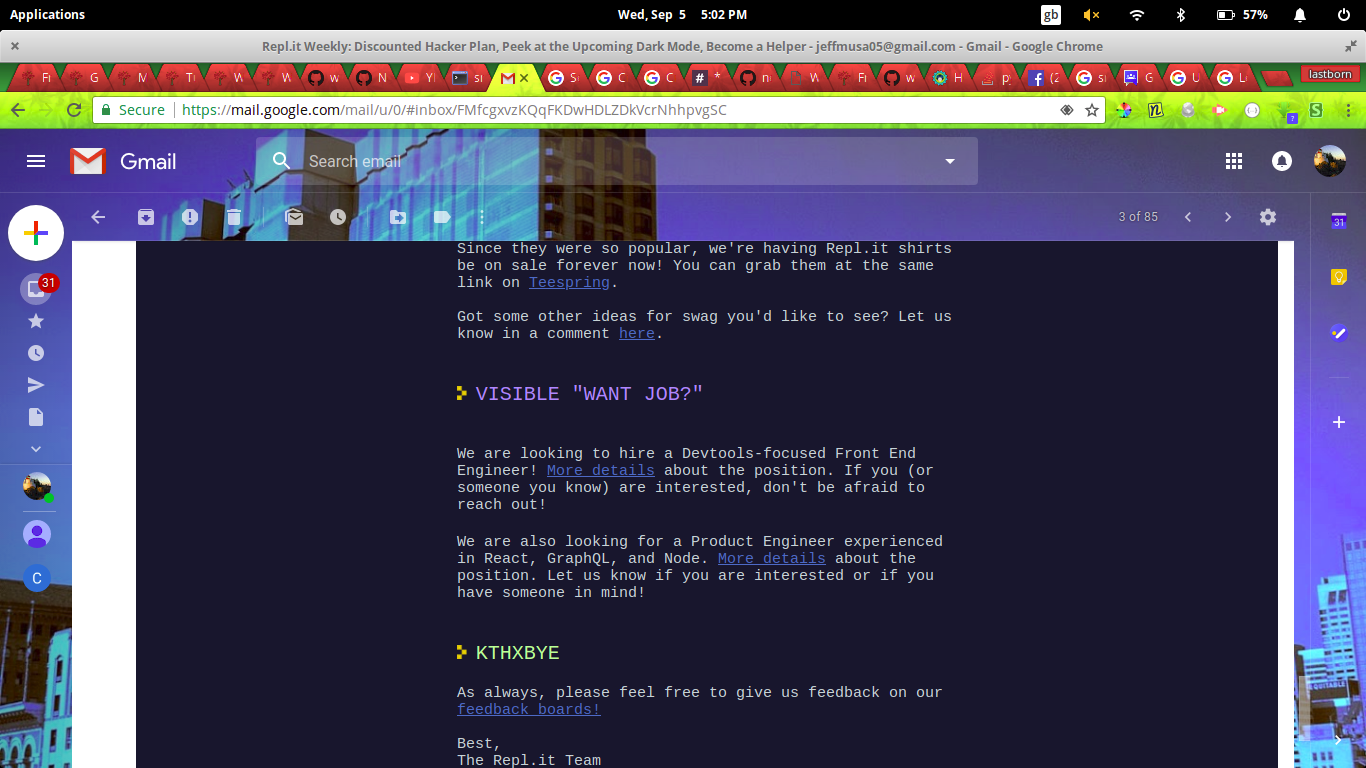 Applications
Wed, Sep 5 5:02 PM
gb
57%
Repl.it Weekly: Discounted Hacker Plan, Peek at the Upcoming Dark Mode, Become a Helper - jeffmusa05@gmail.com - Gmail - Google Chrome
lastborn
Secure
https://mail.google.com/mail/u/0/#inbox/FMfcgxvzKQqFKDwHDLZDkVcrNhhpvgSC
Gmail
Search email
3 of 85
31
31
Since they were so popular, we're having Repl.it shirts
be on sale forever now! You can grab them at the same
link on Teespring.
Got some other ideas for swag you'd like to see? Let us
know in a comment here.
VISIBLE "WANT JOB?"
We are looking to hire a Devtools-focused Front End
Engineer! More details about the position. If you (or
someone you know) are interested, don't be afraid to
reach out!
We are also looking for a Product Engineer experienced
in React, GraphQL, and Node. More details about the
position. Let us know if you are interested or if you
have someone in mind!
C
KTHXBYE
As always, please feel free to give us feedback on our
feedback boards!
Best,
The Repl.it Team